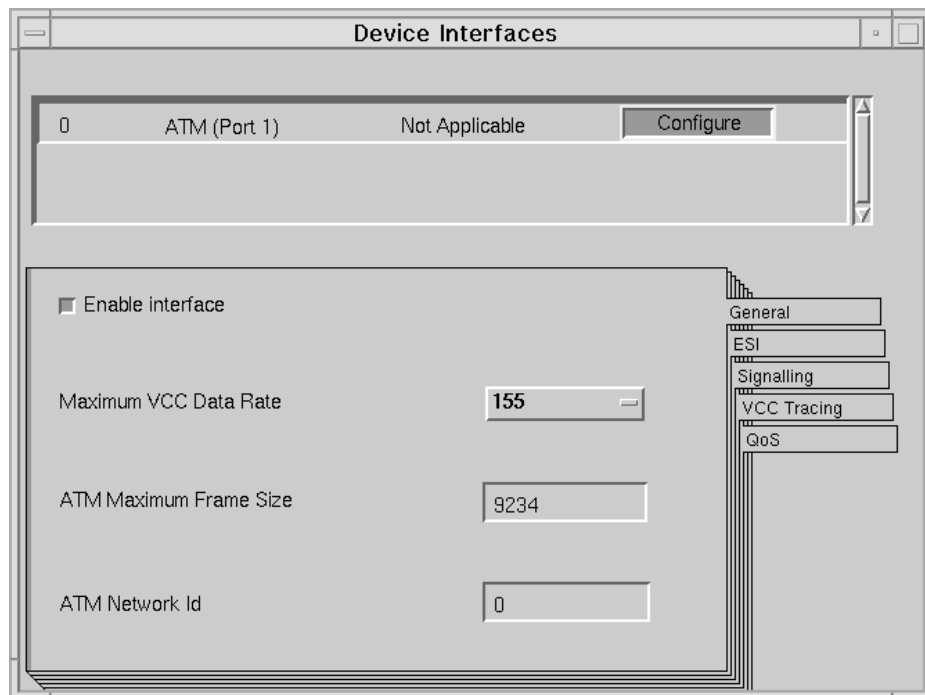 Device Interfaces
0 ATM (Port 1) Not Applicable Configure
Enable interface
General
ESI
Signalling
VCC Tracing
QoS
Maximum VCC Data Rate 155
ATM Maximum Frame Size 9234
ATM Network Id 0